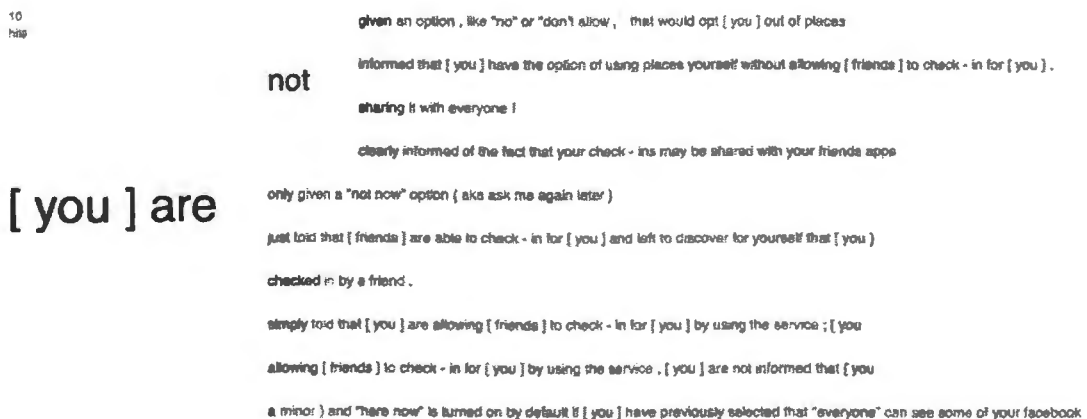 10
hits
given an option , like "no" or "don't allow , that would opt [ you ] out of places
informed that [ you ] have the option of using places yourself without allowing [ friends ] to check - in for [ you ] .
not
sharing it with everyone !
clearly informed of the fact that your check - ins may be shared with your friends apps
[ you ] are
only given a "not now" option ( aka ask me again later )
just told that [ friends ] are able to check - in for [ you ] and left to discover for yourself that [ you )
checked in by a friend .
simply told that [ you ] are allowing [ friends ] to check - in for [ you ] by using the service ; [ you
allowing [ friends ] to check - in for [ you ] by using the service , [ you ] are not informed that [ you
a minor ) and "here now" is turned on by default if [ you ] have previously selected that "everyone" can see some of your facebook